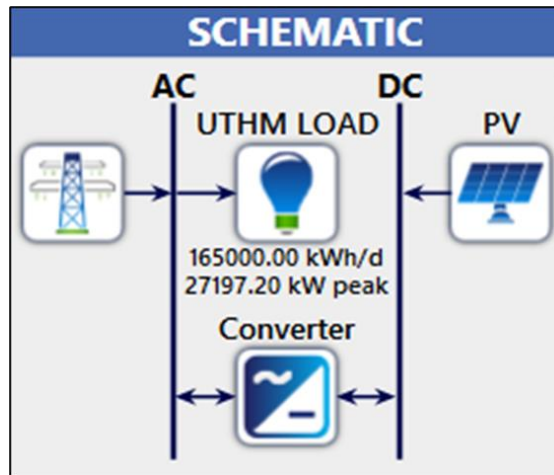 SCHEMATIC
AC
DC
UTHM LOAD
PV
165000.00 kWh/d
27197.20 kW peak
Converter